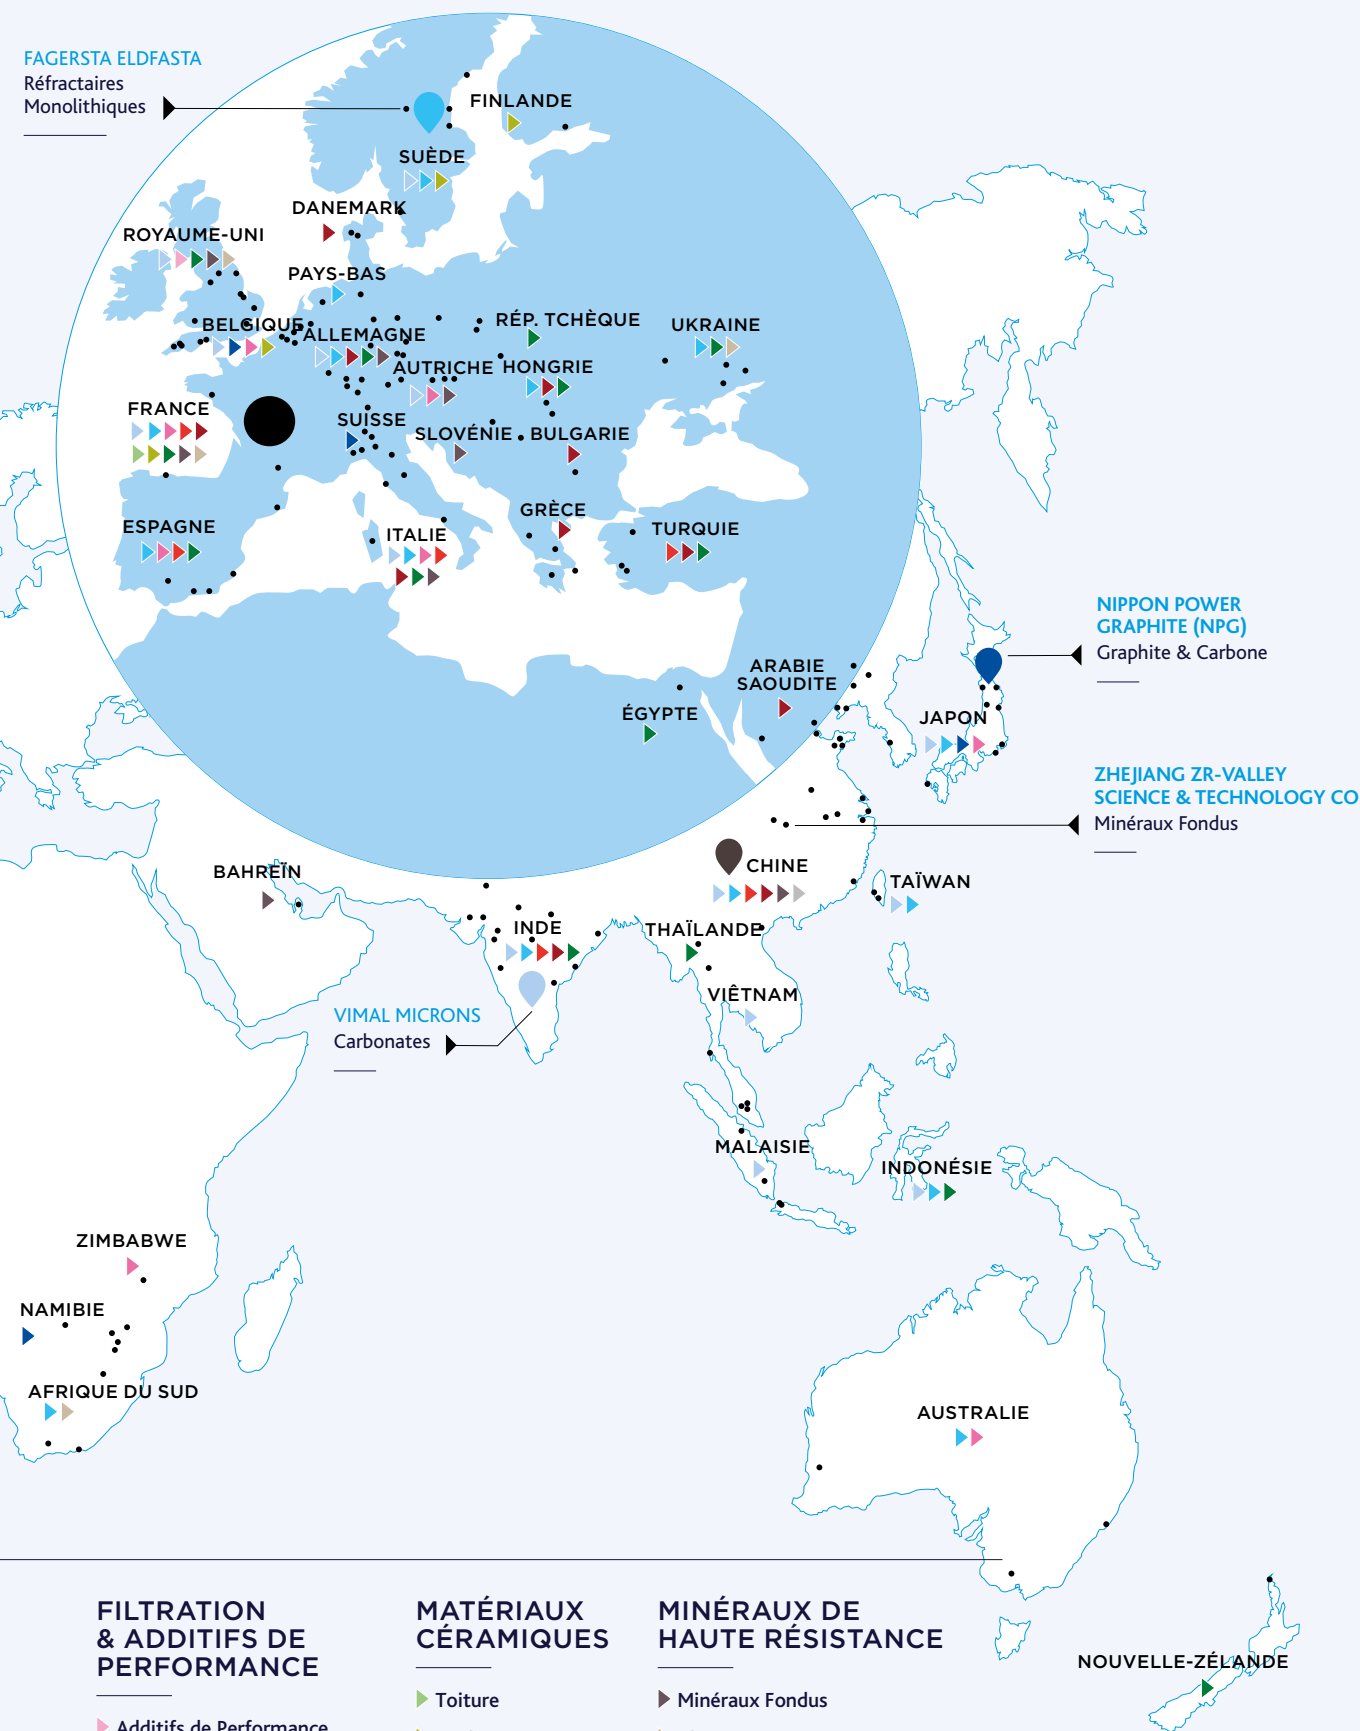 FAGERSTA ELDFASTA
Réfractaires
Monolithiques
FINLANDE
SUÈDE
DANEMARK
ROYAUME-UNI
PAYS-BAS
BELGIQUE
ALLEMAGNE
RÉP. TCHÈQUE
UKRAINE
AUTRICHE
HONGRIE
FRANCE
SUISSE
SLOVÉNIE
BULGARIE
ESPAGNE
ITALIE
GRÈCE
TURQUIE
NIPPON POWER
GRAPHITE (NPG)
Graphite & Carbone
ARABIE
SAOUDITE
ÉGYPTE
JAPON
ZHEJIANG ZR-VALLEY
SCIENCE & TECHNOLOGY CO
Minéraux Fondus
BAHREÏN
CHINE
TAÏWAN
INDE
THAÏLANDE
VIÊTNAM
VIMAL MICRONS
Carbonates
MALAISIE
INDONÉSIE
ZIMBABWE
NAMIBIE
AFRIQUE DU SUD
AUSTRALIE
NOUVELLE-ZÉLANDE
FILTRATION
& ADDITIFS DE
PERFORMANCE
Additifs de Performance
MATÉRIAUX
CÉRAMIQUES
Toiture
MINÉRAUX DE
HAUTE RÉSISTANCE
Minéraux Fondus